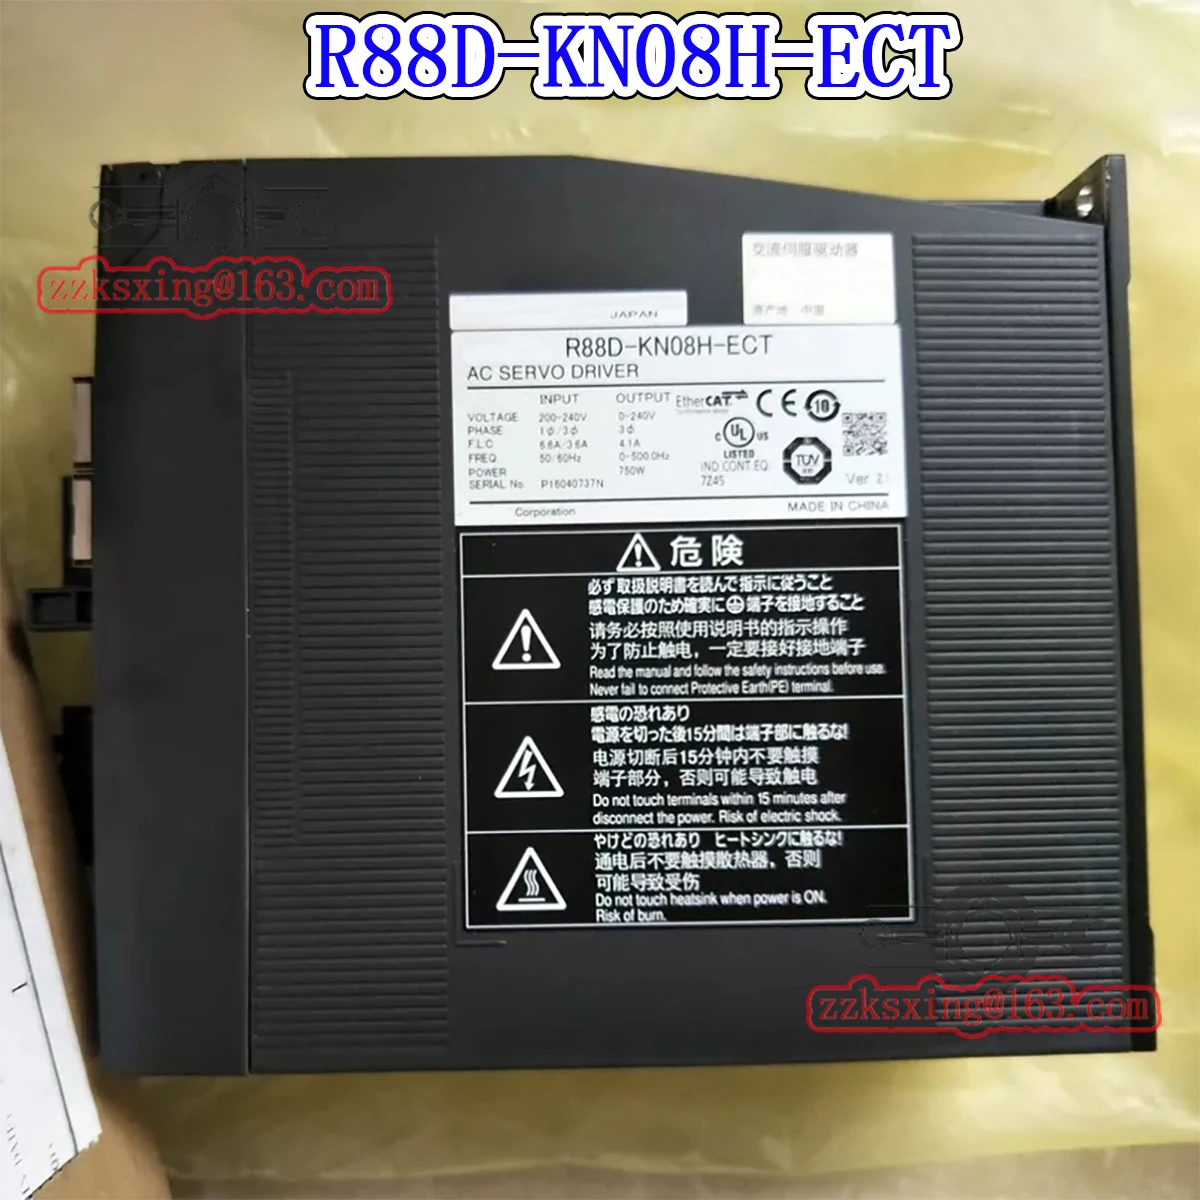 R88D-KN08H-ECT
zzksxing@163.com
交流伺服驱动器
原产地 中国
JAPAN
R88D-KN08H-ECT
AC SERVO DRIVER
INPUT OUTPUT
VOLTAGE 200-240V 0-240V
PHASE 1ϕ/3ϕ 3ϕ
F.L.C 6.6A/3.6A 4.1A
FREQ 50/60Hz 0-500.0Hz
POWER 750W
SERIAL No. P16040737N
EtherCAT
CE
10
c UL us
LISTED
IND.CONT.EQ.
7Z45
TÜV
Ver 2.1
Corporation
MADE IN CHINA
危険
必ず取扱説明書を読んで指示に従うこと
感電保護のため確実に端子を接地すること
请务必按照使用说明书的指示操作
为了防止触电，一定要接好接地端子
Read the manual and follow the safety instructions before use.
Never fail to connect Protective Earth(PE) terminal.
感電の恐れあり
電源を切った後15分間は端子部に触るな!
电源切断后15分钟内不要触摸
端子部分，否则可能导致触电
Do not touch terminals within 15 minutes after
disconnect the power. Risk of electric shock.
やけどの恐れあり ヒートシンクに触るな!
通电后不要触摸散热器，否则
可能导致受伤
Do not touch heatsink when power is ON.
Risk of burn.
zzksxing@163.com